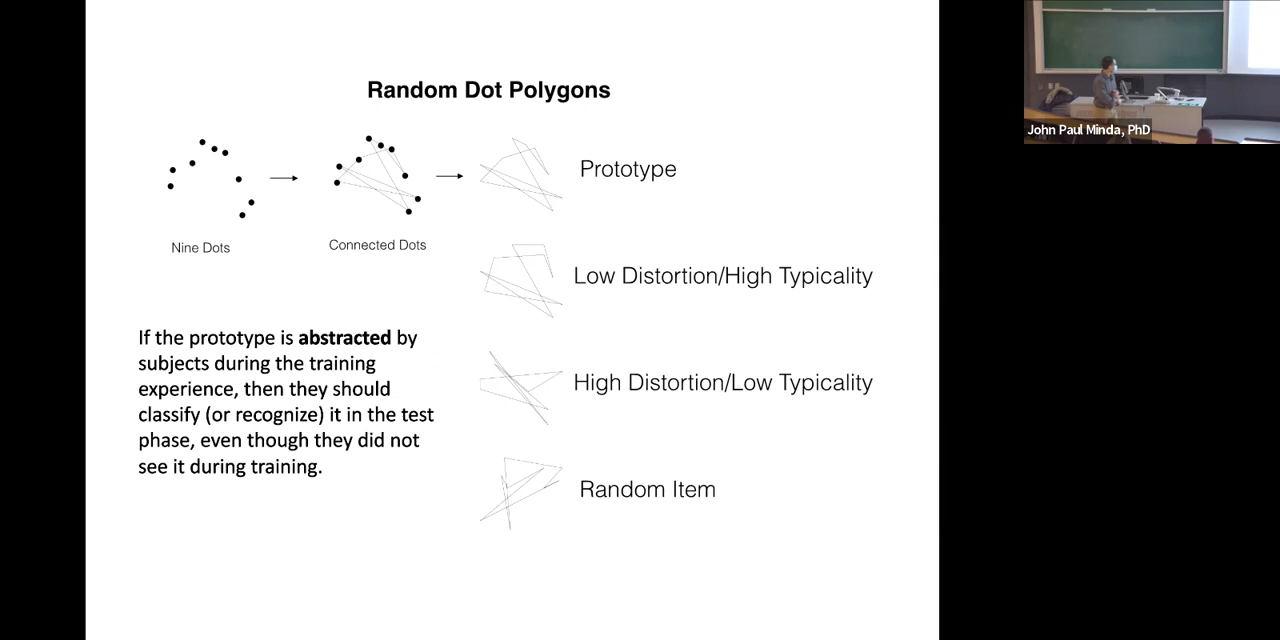 Random Dot Polygons
Nine Dots
Connected Dots
Prototype
Low Distortion/High Typicality
High Distortion/Low Typicality
Random Item
If the prototype is abstracted by
subjects during the training
experience, then they should
classify (or recognize) it in the test
phase, even though they did not
see it during training.
John Paul Minda, PhD